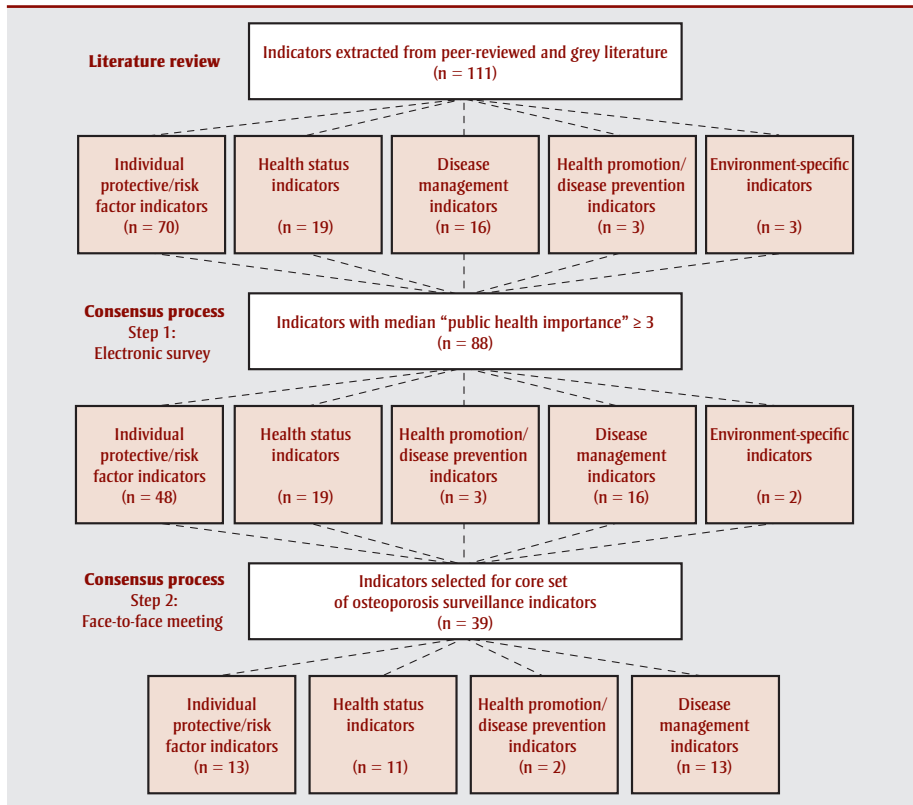 Literature review
Indicators extracted from peer-reviewed and grey literature
(n = 111)
Individual
protective/risk
factor indicators
(n = 70)
Health status
indicators
(n = 19)
Disease
management
indicators
(n = 16)
Health promotion/
disease prevention
indicators
(n = 3)
Environment-specific
indicators
(n = 3)
Consensus process
Step 1:
Electronic survey
Indicators with median “public health importance” ≥ 3
(n = 88)
Individual
protective/risk
factor indicators
(n = 48)
Health status
indicators
(n = 19)
Health promotion/
disease prevention
indicators
(n = 3)
Disease
management
indicators
(n = 16)
Environment-specific
indicators
(n = 2)
Consensus process
Step 2:
Face-to-face meeting
Indicators selected for core set
of osteoporosis surveillance indicators
(n = 39)
Individual
protective/risk
factor indicators
(n = 13)
Health status
indicators
(n = 11)
Health promotion/
disease prevention
indicators
(n = 2)
Disease
management
indicators
(n = 13)